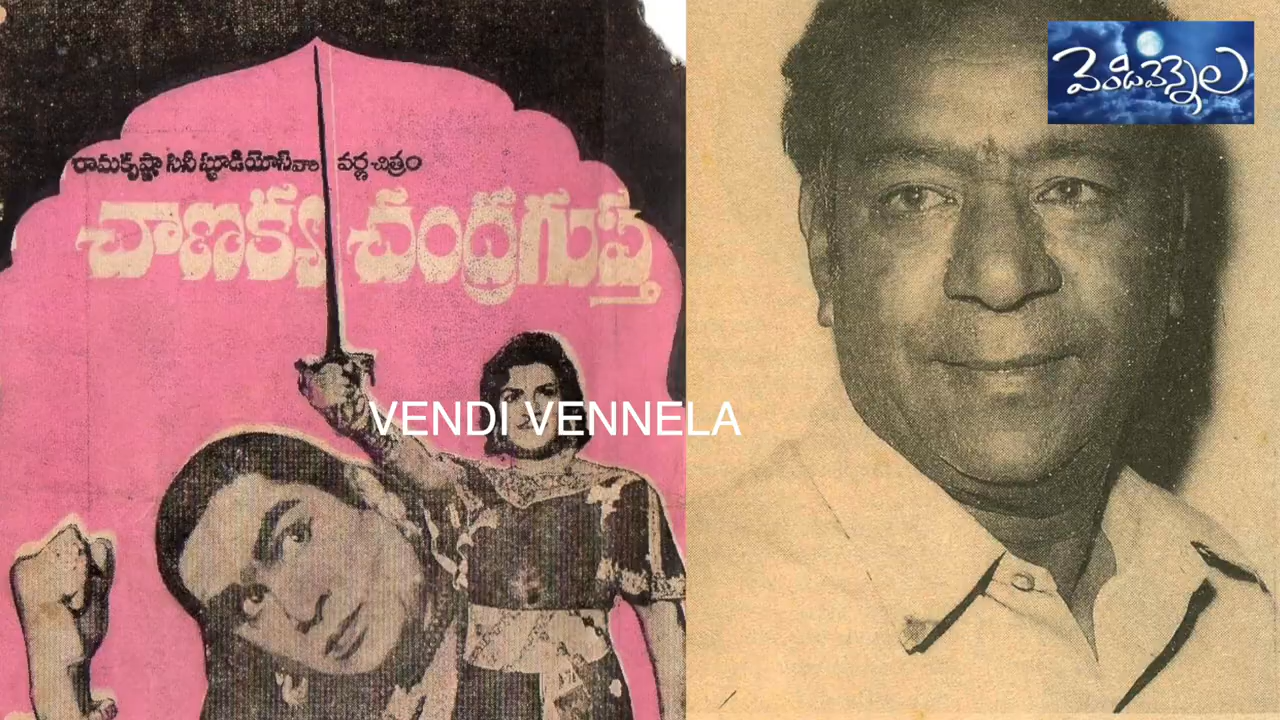 రామకృష్ణా సినీ స్టూడియోస్ వారి వర్ణచిత్రం
చాణక్య చంద్రగుప్త
వెండివెన్నెల
VENDI VENNELA